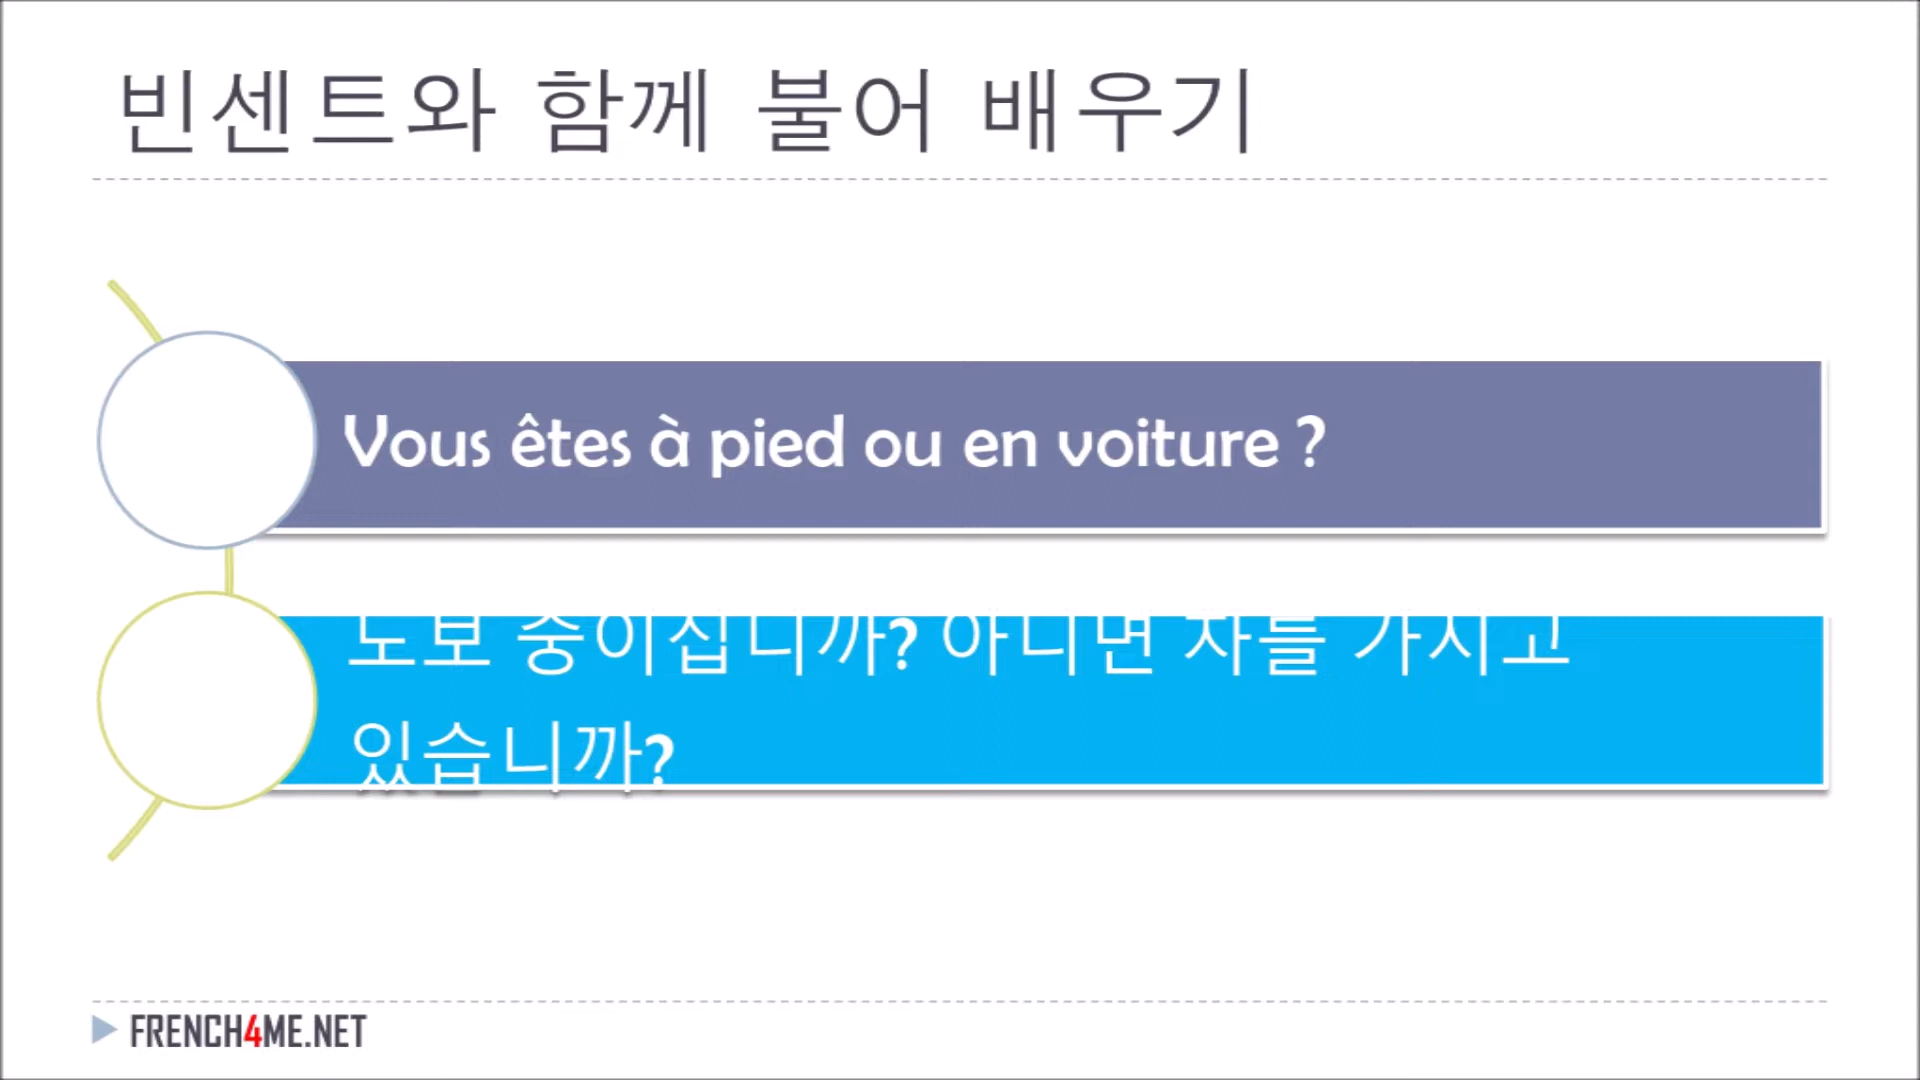 빈센트와 함께 불어 배우기
Vous êtes à pied ou en voiture ?
도보 중이십니까? 아니면 차를 가지고
있습니까?
FRENCH4ME.NET